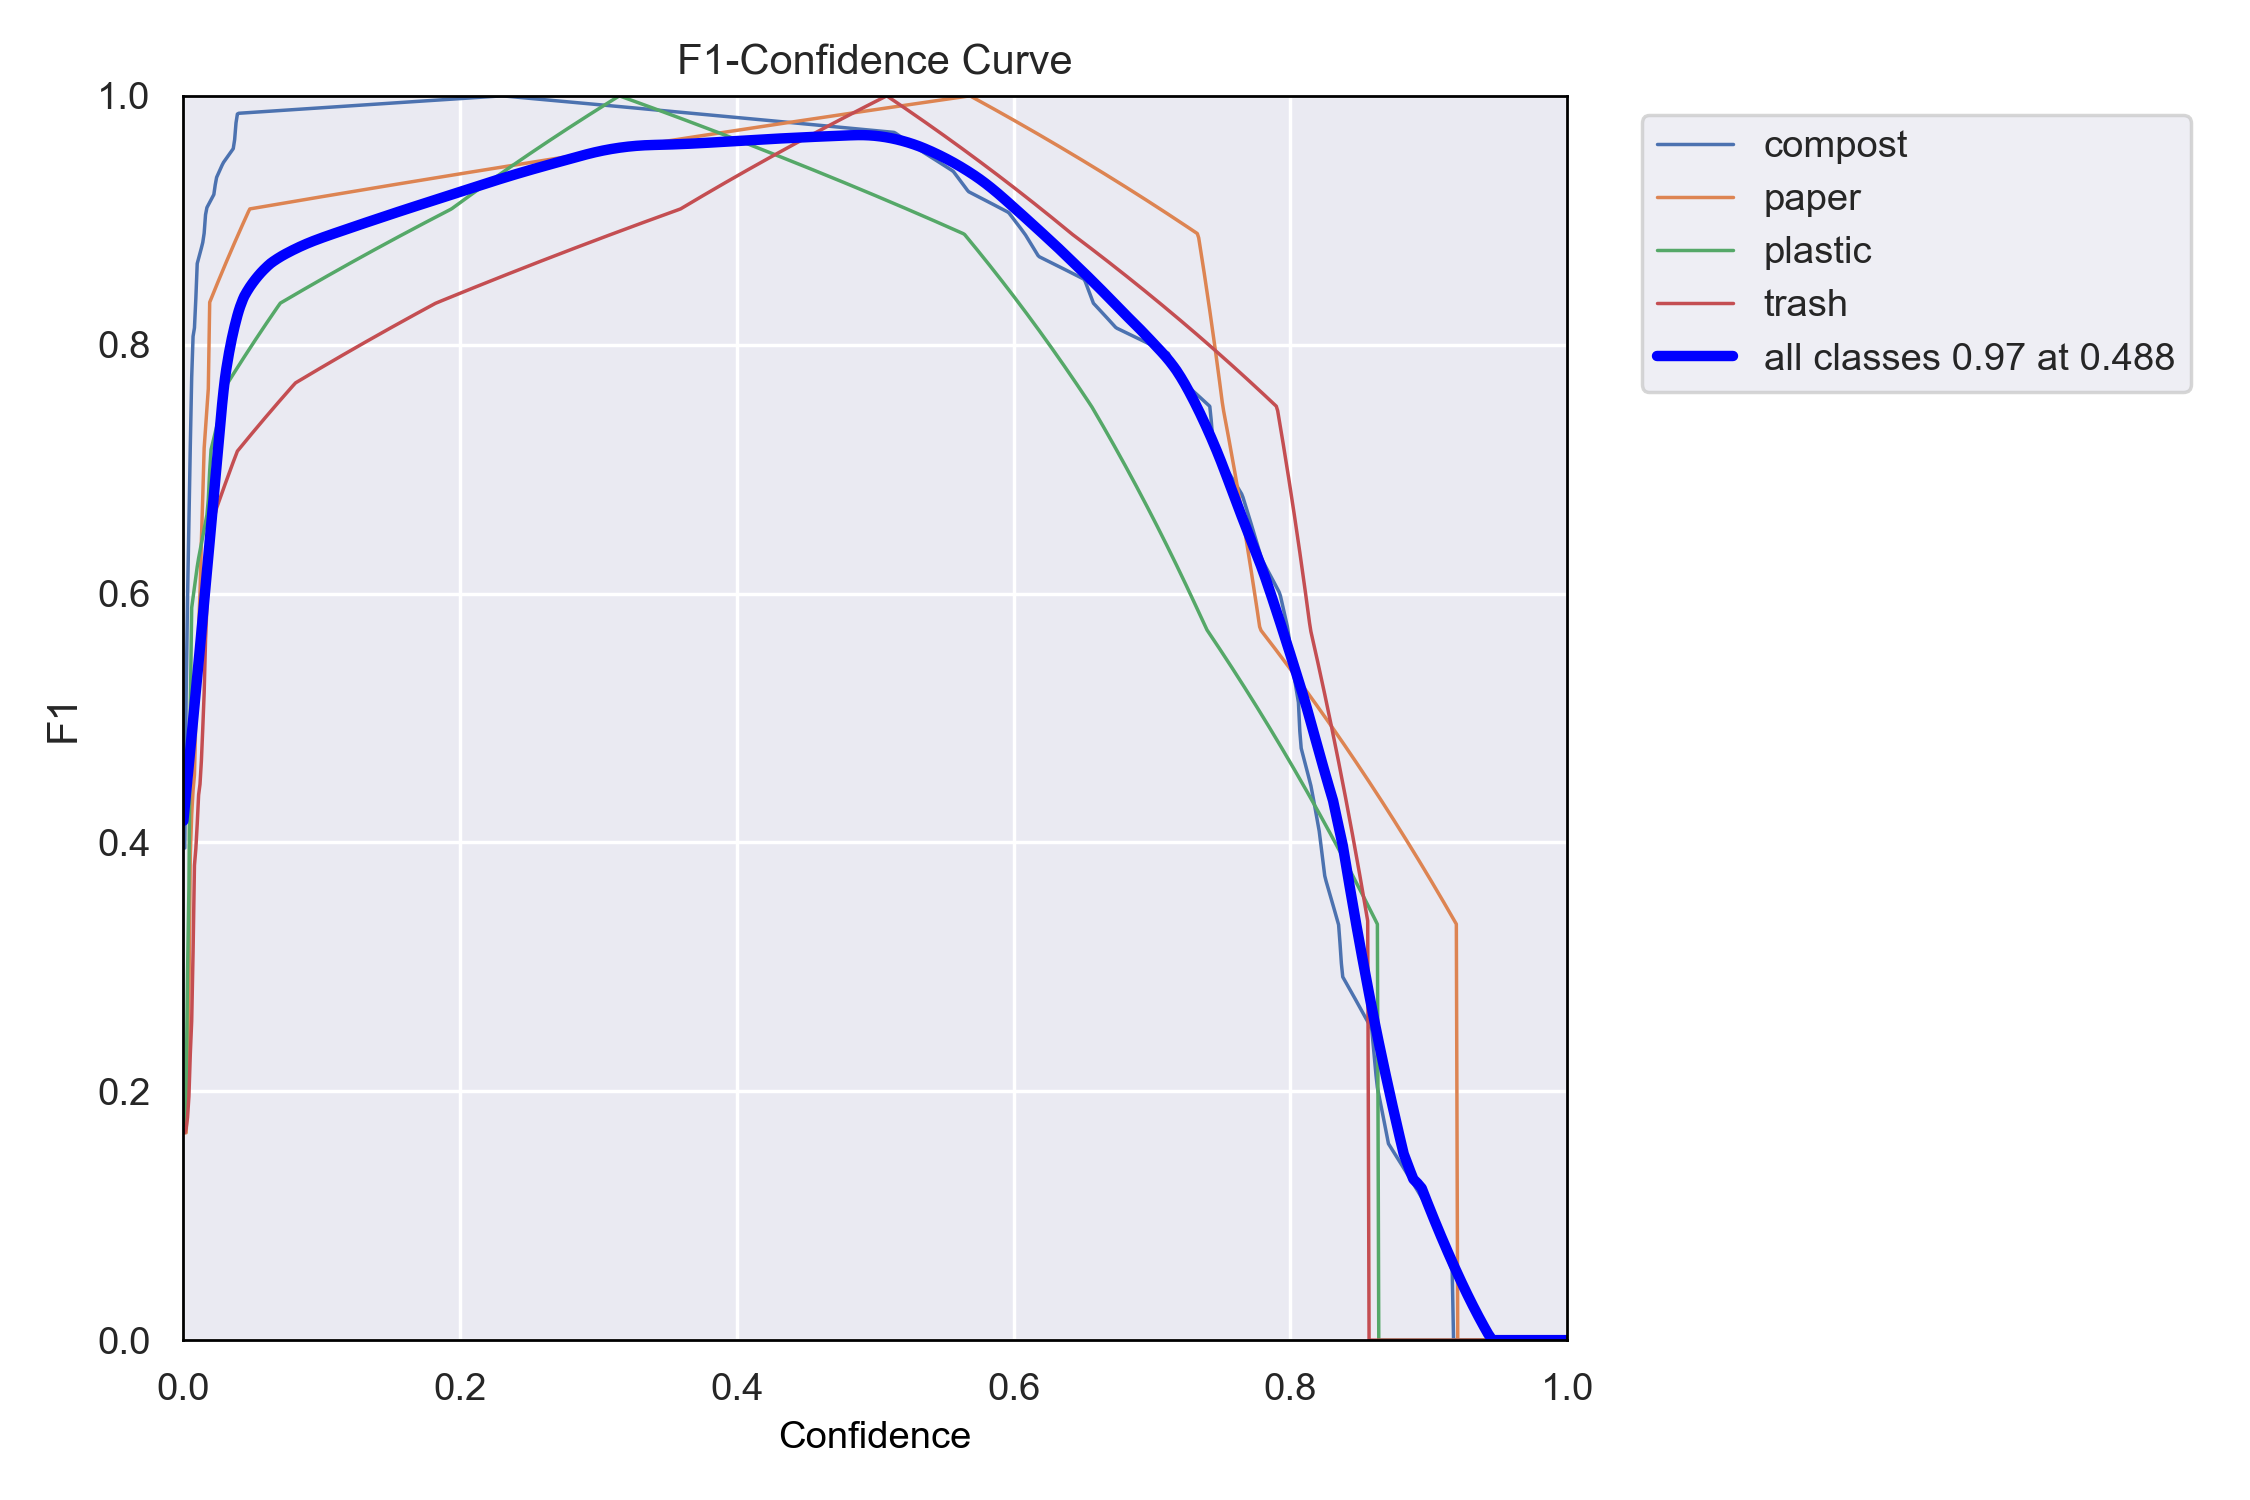 F1-Confidence Curve
1.0
0.8
0.6
0.4
0.2
0.0
F1
0.0 0.2 0.4 0.6 0.8 1.0
Confidence
compost
paper
plastic
trash
all classes 0.97 at 0.488